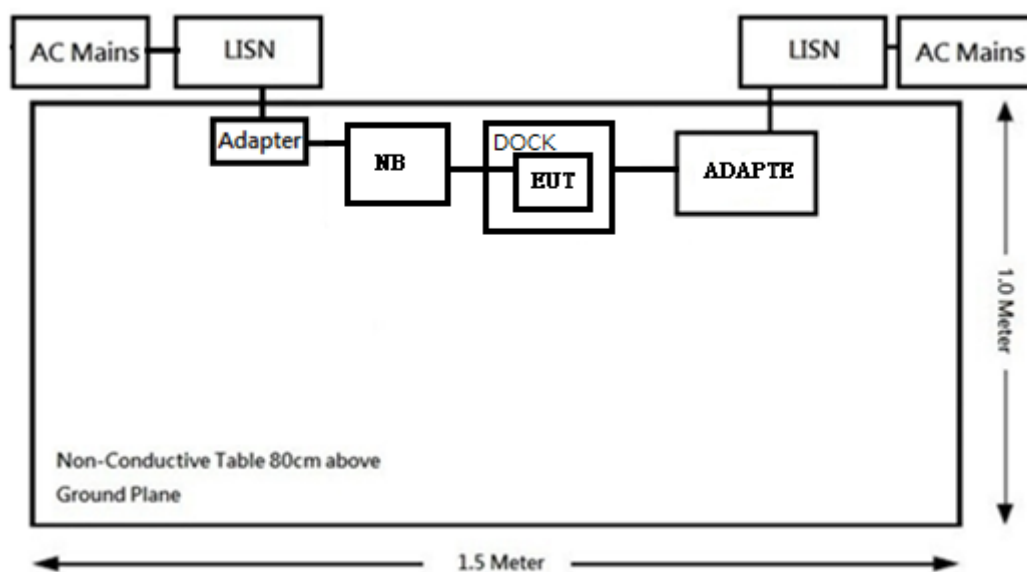 AC Mains
LISN
LISN
AC Mains
Adapter
NB
DOCK
EUT
ADAPTE
1.0 Meter
Non-Conductive Table 80cm above
Ground Plane
1.5 Meter